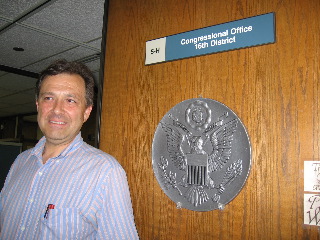 S-H
Congressional Office
16th District